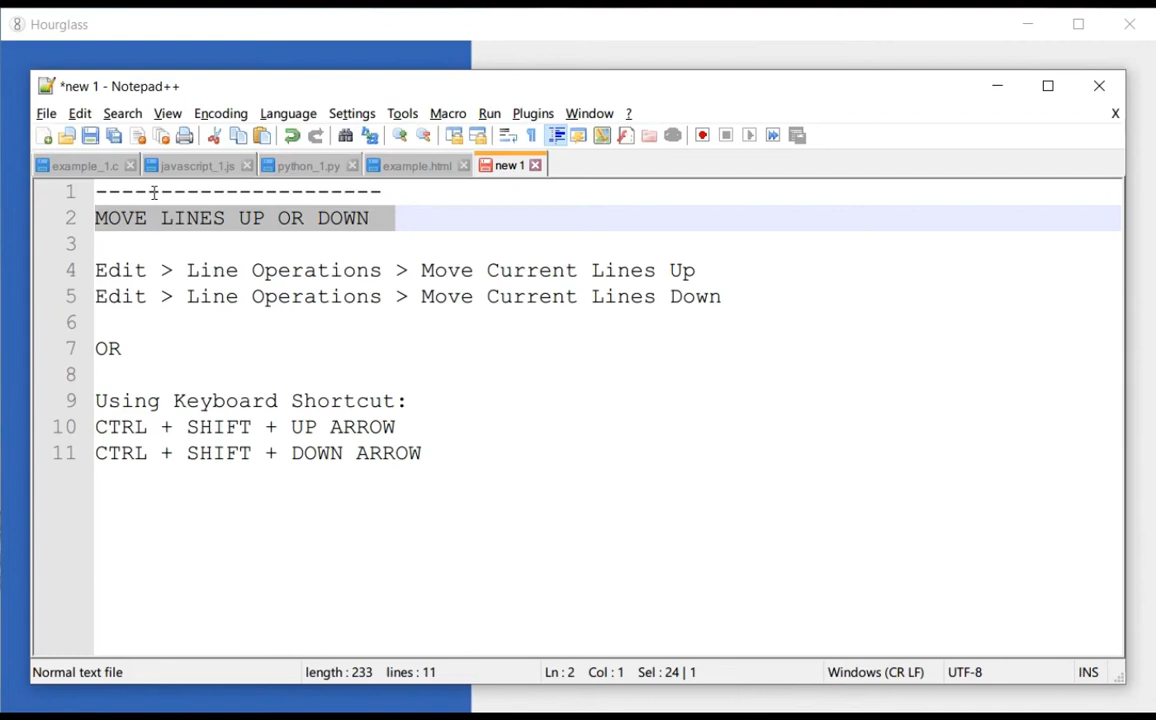 Hourglass
*new 1 - Notepad++
File Edit Search View Encoding Language Settings Tools Macro Run Plugins Window ? X
example_1.c javascript_1.js python_1.py example.html new 1
1 ----------------------
2 MOVE LINES UP OR DOWN
3
4 Edit > Line Operations > Move Current Lines Up
5 Edit > Line Operations > Move Current Lines Down
6
7 OR
8
9 Using Keyboard Shortcut:
10 CTRL + SHIFT + UP ARROW
11 CTRL + SHIFT + DOWN ARROW
Normal text file length : 233 lines : 11 Ln : 2 Col : 1 Sel : 24 | 1 Windows (CR LF) UTF-8 INS